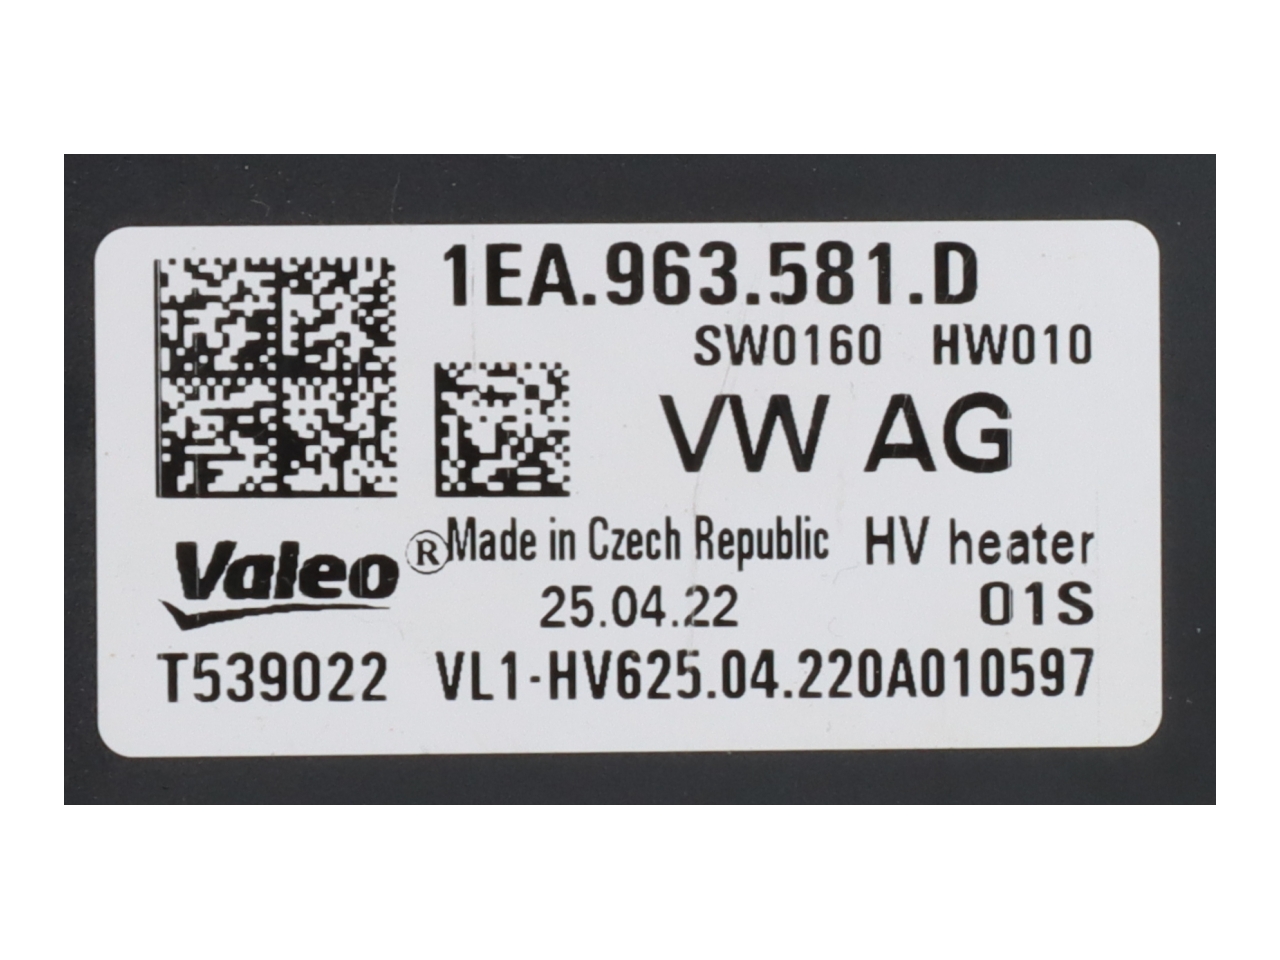 1EA.963.581.D
SW0160 HW010
VW AG
Valeo® Made in Czech Republic HV heater
25.04.22 01S
T539022 VL1-HV625.04.220A010597